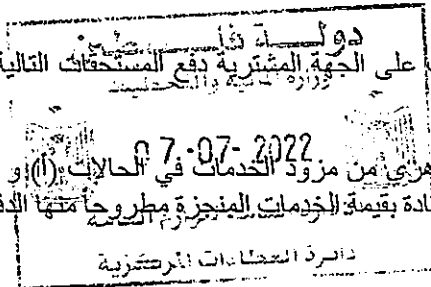 دولة فلسطين
على الجهة المشترية دفع المستحقات التالية
وزارة المالية والتخطيط
07-07-2022
من مزود الخدمات في الحالات (أ) و
بقيمة الخدمات المنجزة مطروحاً منها
دائرة العطاءات المركزية